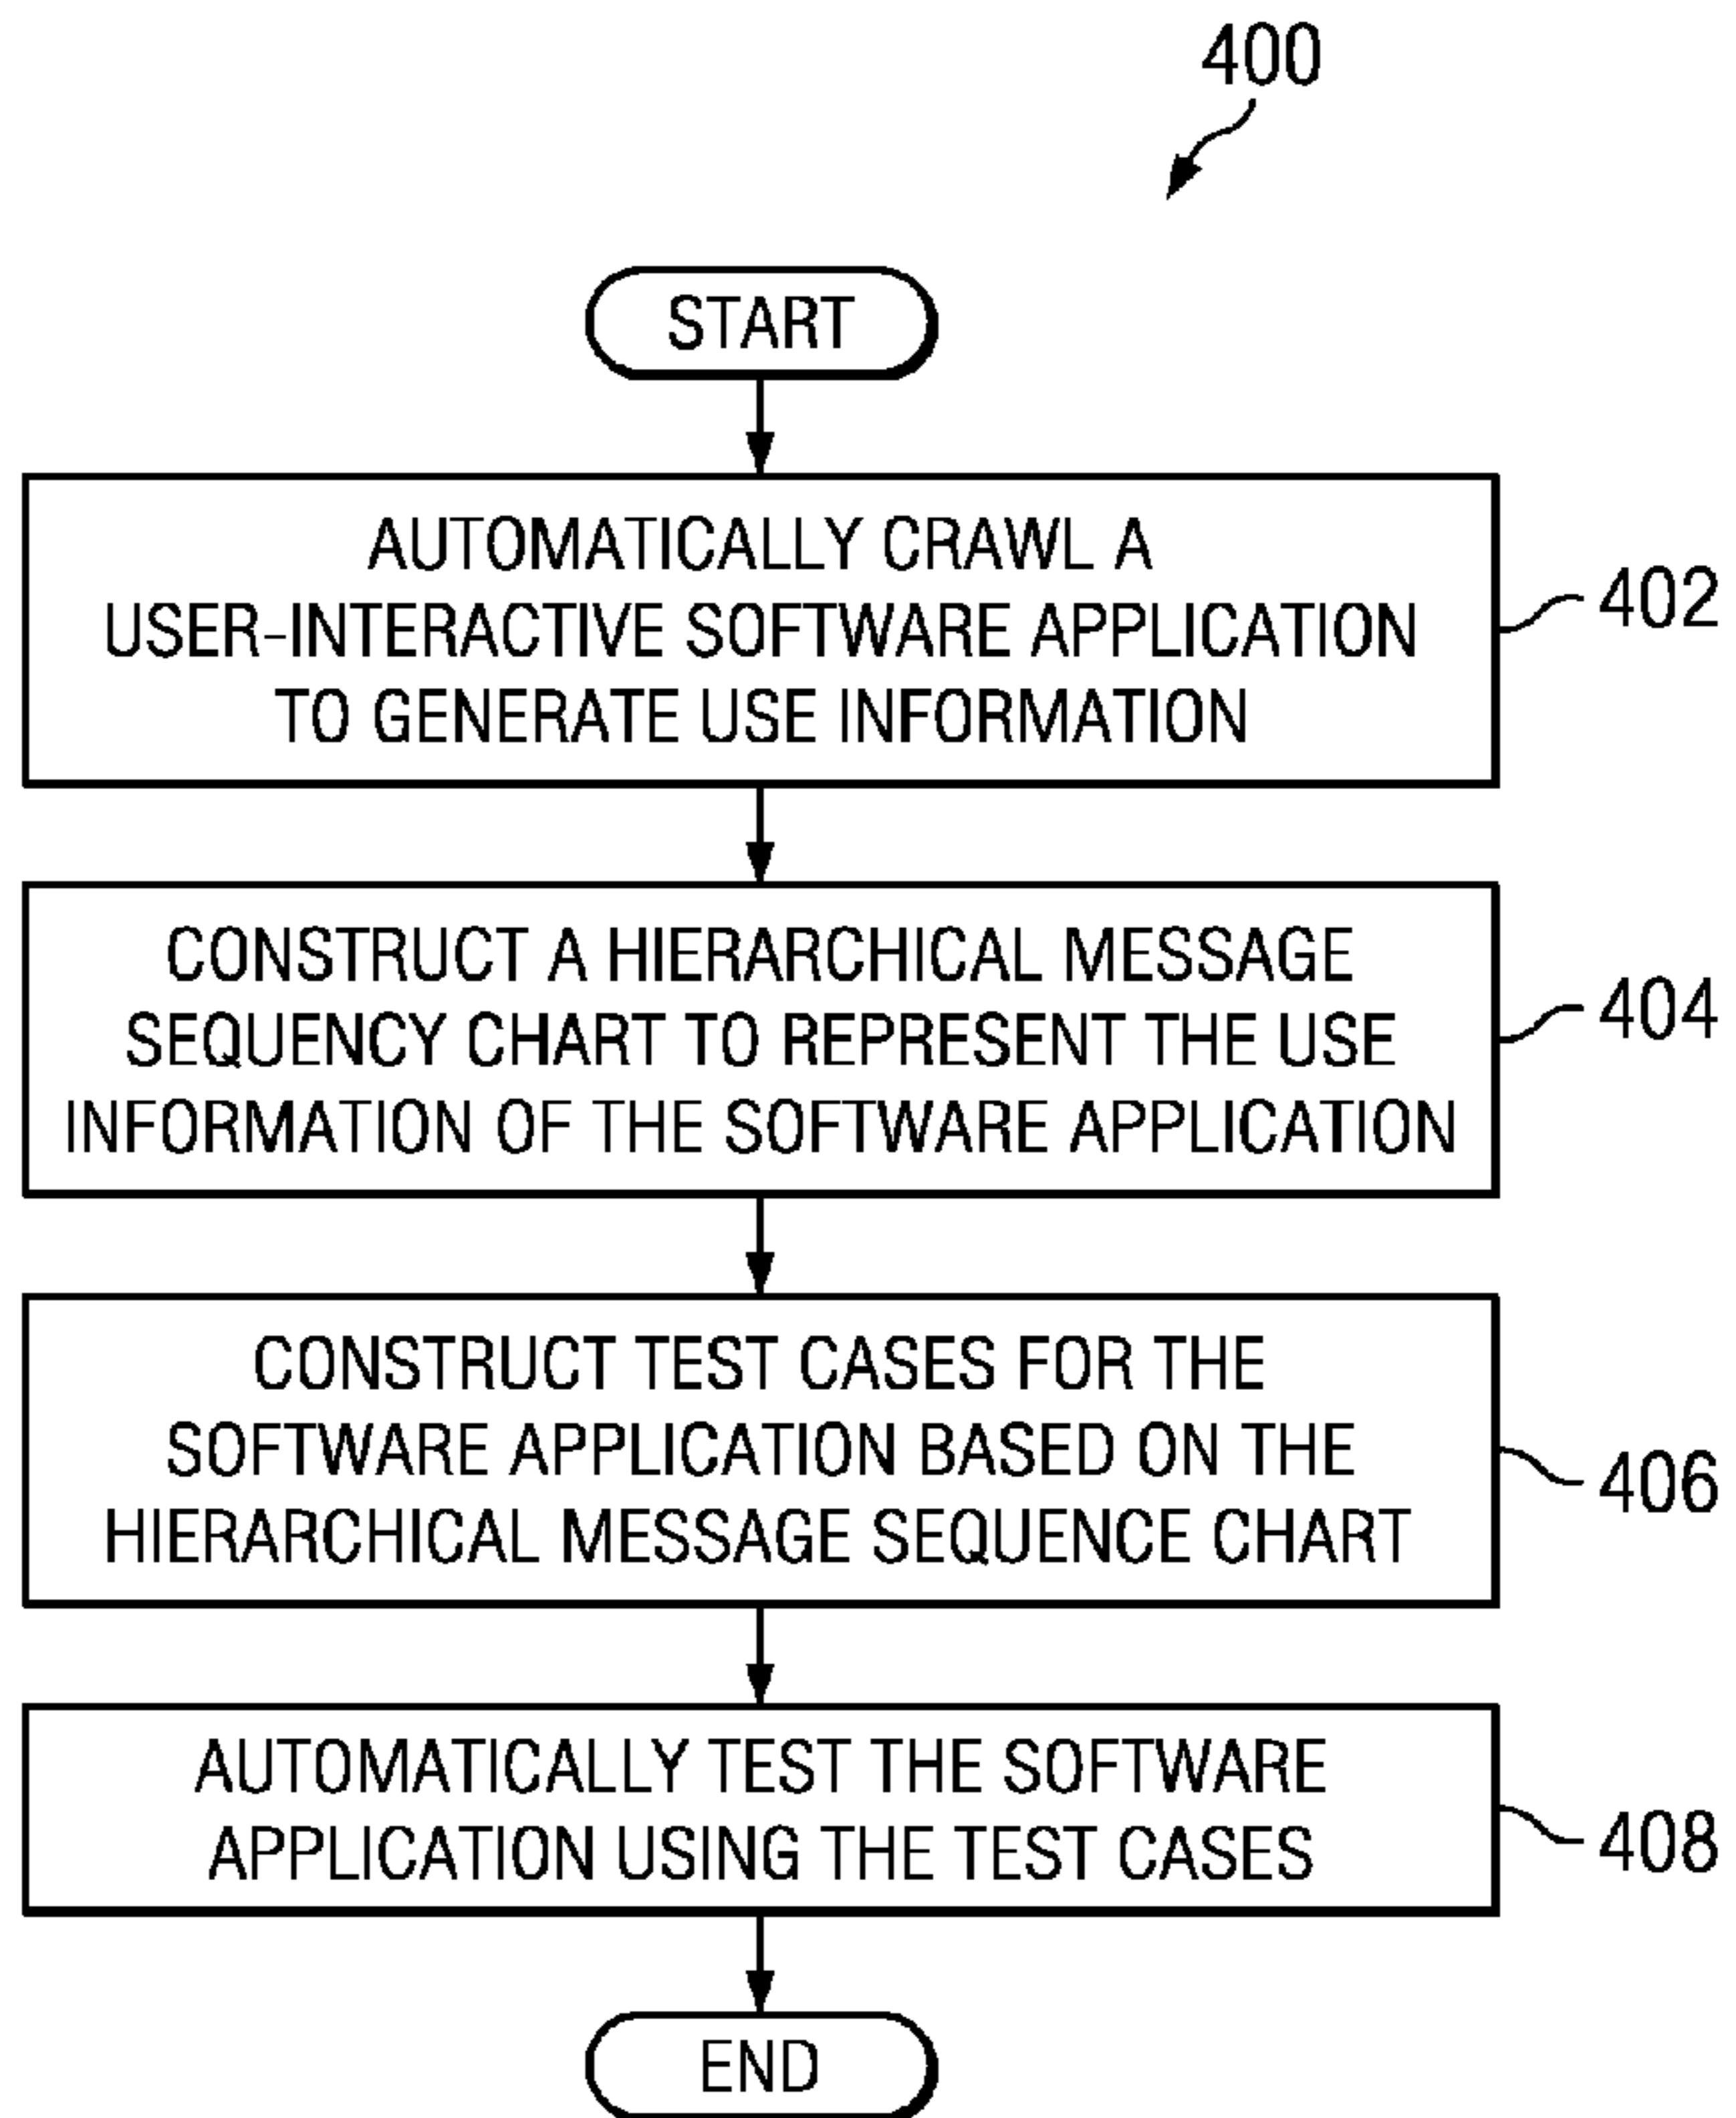 400
START
AUTOMATICALLY CRAWL A
USER-INTERACTIVE SOFTWARE APPLICATION
TO GENERATE USE INFORMATION
402
CONSTRUCT A HIERARCHICAL MESSAGE
SEQUENCY CHART TO REPRESENT THE USE
INFORMATION OF THE SOFTWARE APPLICATION
404
CONSTRUCT TEST CASES FOR THE
SOFTWARE APPLICATION BASED ON THE
HIERARCHICAL MESSAGE SEQUENCE CHART
406
AUTOMATICALLY TEST THE SOFTWARE
APPLICATION USING THE TEST CASES
408
END